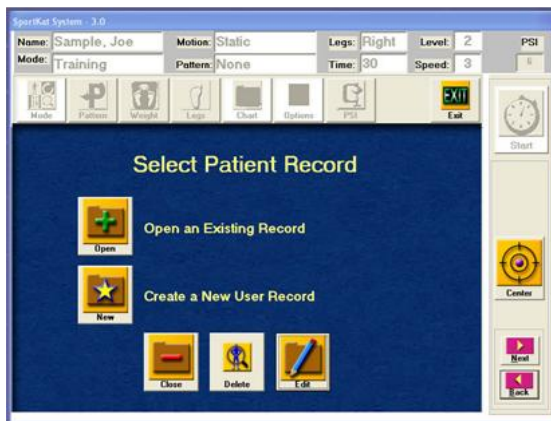 SportKat System - 3.0
Name: Sample, Joe Motion: Static Legs: Right Level: 2 PSI
Mode: Training Pattern: None Time: 30 Speed: 3 6
Mode Pattern Weight Legs Chart Options PSI Exit
EXIT
Start
Select Patient Record
Open an Existing Record
Open
Create a New User Record
New
Center
Close Delete Edit
Next
Back